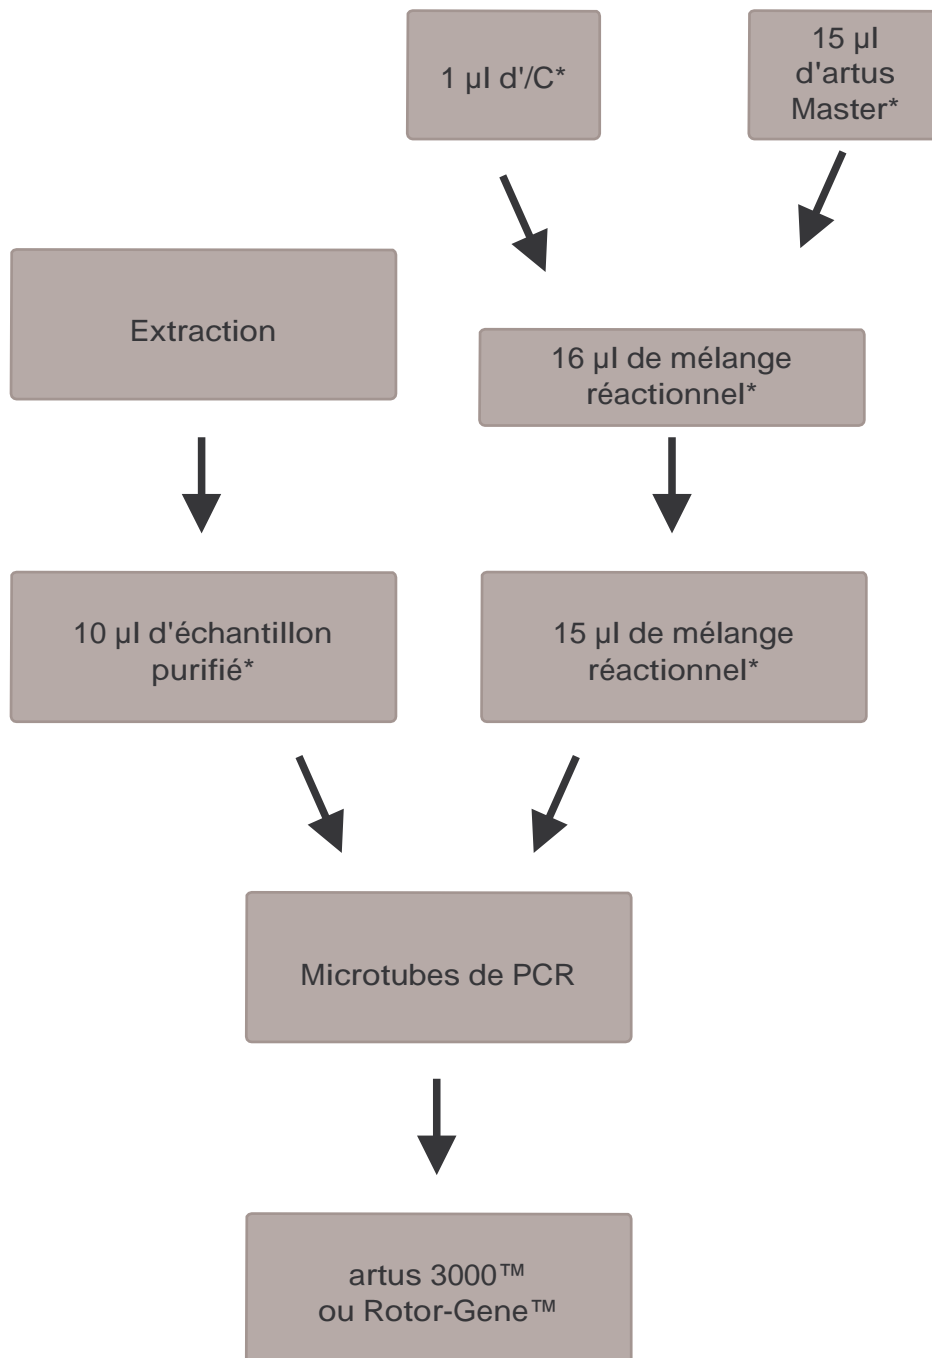 1 µl d'/C*
15 µl
d'artus
Master*
Extraction
16 µl de mélange
réactionnel*
10 µl d'échantillon
purifié*
15 µl de mélange
réactionnel*
Microtubes de PCR
artus 3000™
ou Rotor-Gene™